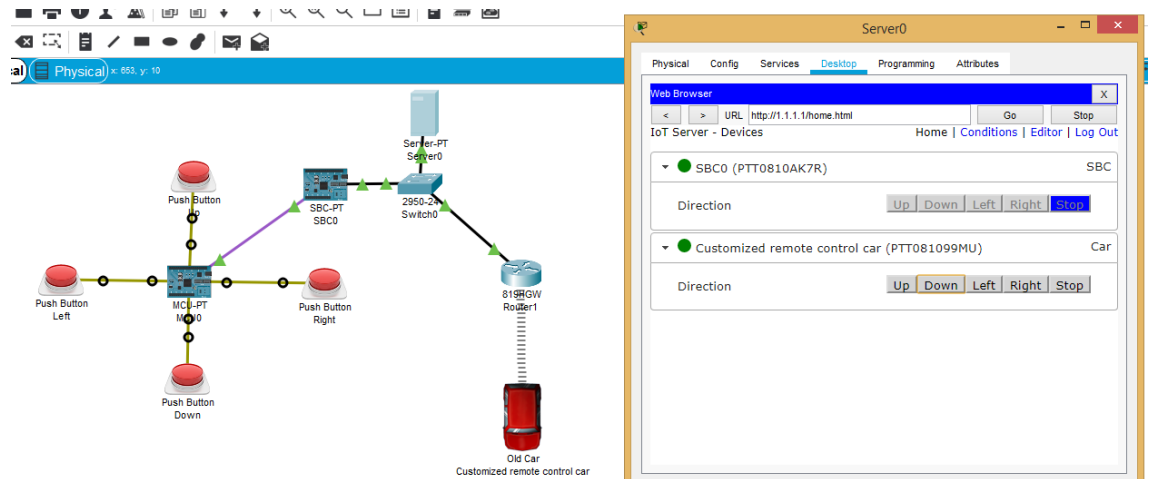 al)
Physical
x: 653, y: 10
Server-PT
Server0
Push Button
Up
SBC-PT
SBC0
2950-24
Switch0
Push Button
Left
MCU-PT
Push Button
Right
819HGW
Router1
Push Button
Down
Old Car
Customized remote control car
Server0
Physical Config Services Desktop Programming Attributes
Web Browser X
< > URL http://1.1.1.1/home.html Go Stop
IoT Server - Devices Home | Conditions | Editor | Log Out
SBC0 (PTT0810AK7R) SBC
Direction Up Down Left Right Stop
Customized remote control car (PTT081099MU) Car
Direction Up Down Left Right Stop